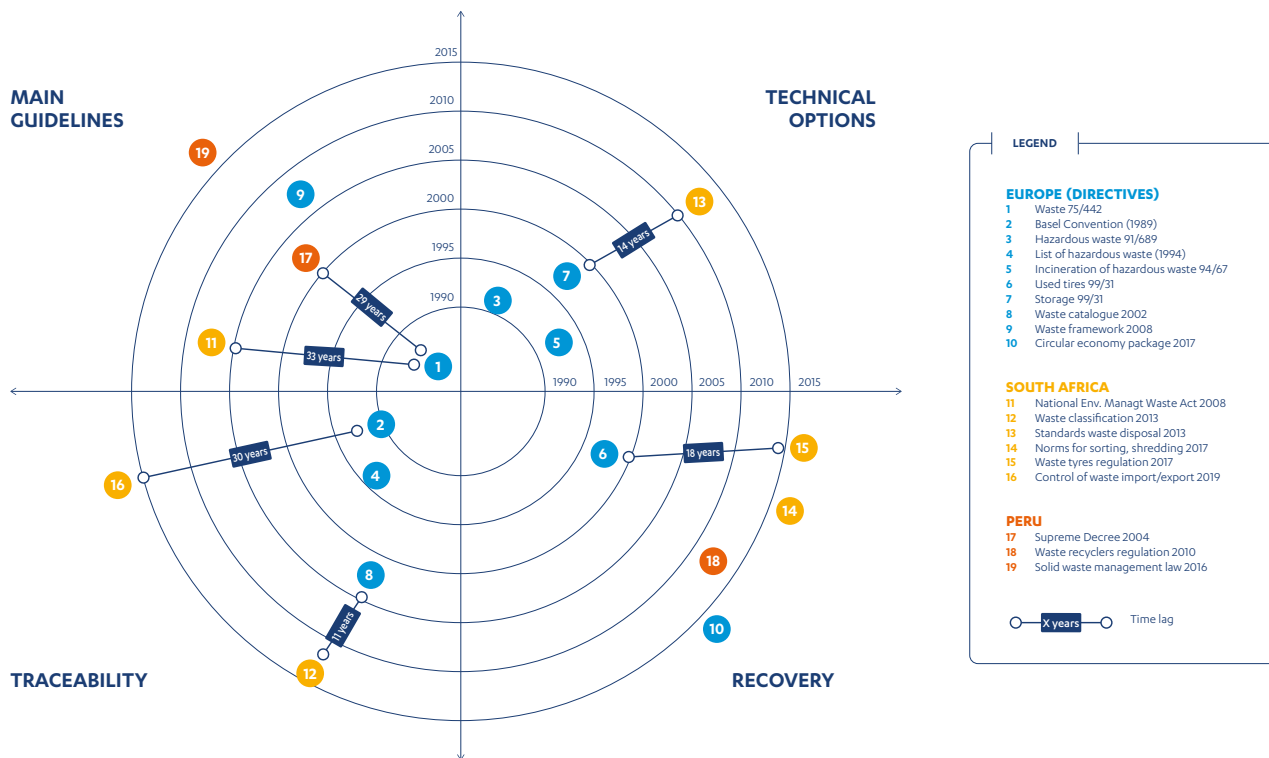 MAIN
GUIDELINES
TECHNICAL
OPTIONS
2015
2010
2005
2000
1995
1990
1990
1995
2000
2005
2010
2015
19
9
13
14 years
17
7
29 years
3
11
33 years
5
1
2
30 years
16
4
6
18 years
15
14
8
18
11 years
12
10
TRACEABILITY
RECOVERY
LEGEND
EUROPE (DIRECTIVES)
1 Waste 75/442
2 Basel Convention (1989)
3 Hazardous waste 91/689
4 List of hazardous waste (1994)
5 Incineration of hazardous waste 94/67
6 Used tires 99/31
7 Storage 99/31
8 Waste catalogue 2002
9 Waste framework 2008
10 Circular economy package 2017
SOUTH AFRICA
11 National Env. Managt Waste Act 2008
12 Waste classification 2013
13 Standards waste disposal 2013
14 Norms for sorting, shredding 2017
15 Waste tyres regulation 2017
16 Control of waste import/export 2019
PERU
17 Supreme Decree 2004
18 Waste recyclers regulation 2010
19 Solid waste management law 2016
X years Time lag